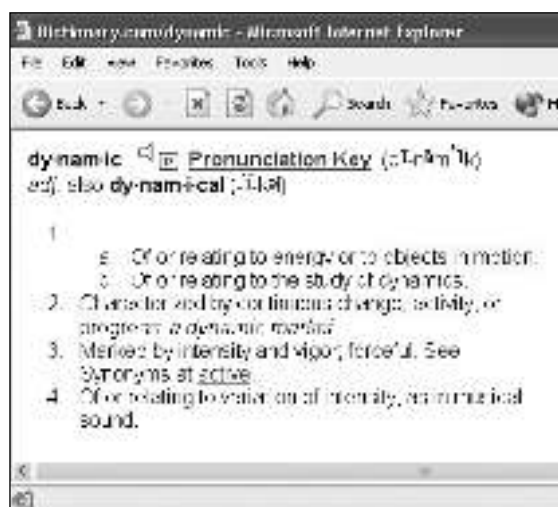 Dictionary.com/dynamic - Microsoft Internet Explorer
File Edit View Favorites Tools Help
Back Search Favorites
dy·nam·ic Pronunciation Key
adj. also dy·nam·i·cal
1.
a. Of or relating to energy or to objects in motion.
b. Of or relating to the study of dynamics.
2. Characterized by continuous change, activity, or
progress: a dynamic market.
3. Marked by intensity and vigor; forceful. See
Synonyms at active.
4. Of or relating to variation of intensity, as in musical
sound.